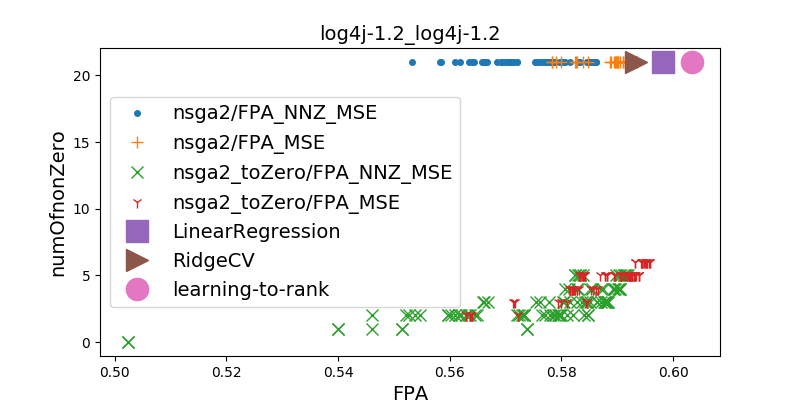 log4j-1.2_log4j-1.2
numOfnonZero
20
15
10
5
0
nsga2/FPA_NNZ_MSE
nsga2/FPA_MSE
nsga2_toZero/FPA_NNZ_MSE
nsga2_toZero/FPA_MSE
LinearRegression
RidgeCV
learning-to-rank
0.50 0.52 0.54 0.56 0.58 0.60
FPA